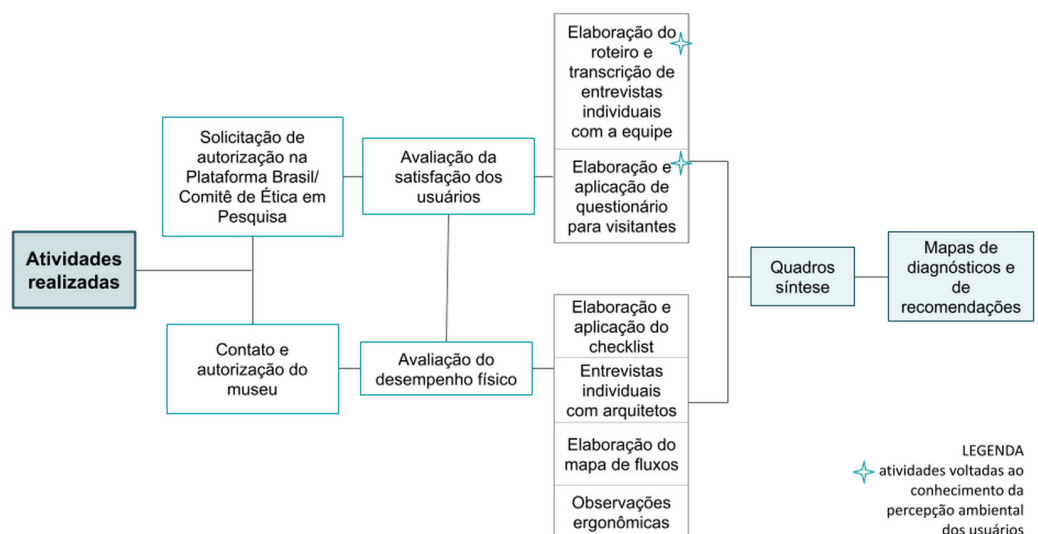 Atividades
realizadas
Solicitação de
autorização na
Plataforma Brasil/
Comitê de Ética em
Pesquisa
Contato e
autorização do
museu
Avaliação da
satisfação dos
usuários
Avaliação do
desempenho físico
Elaboração do
roteiro e
transcrição de
entrevistas
individuais
com a equipe
Elaboração e
aplicação de
questionário
para visitantes
Elaboração e
aplicação do
checklist
Entrevistas
individuais
com arquitetos
Elaboração do
mapa de fluxos
Observações
ergonômicas
Quadros
síntese
Mapas de
diagnósticos e
de
recomendações
LEGENDA
atividades voltadas ao
conhecimento da
percepção ambiental
dos usuários